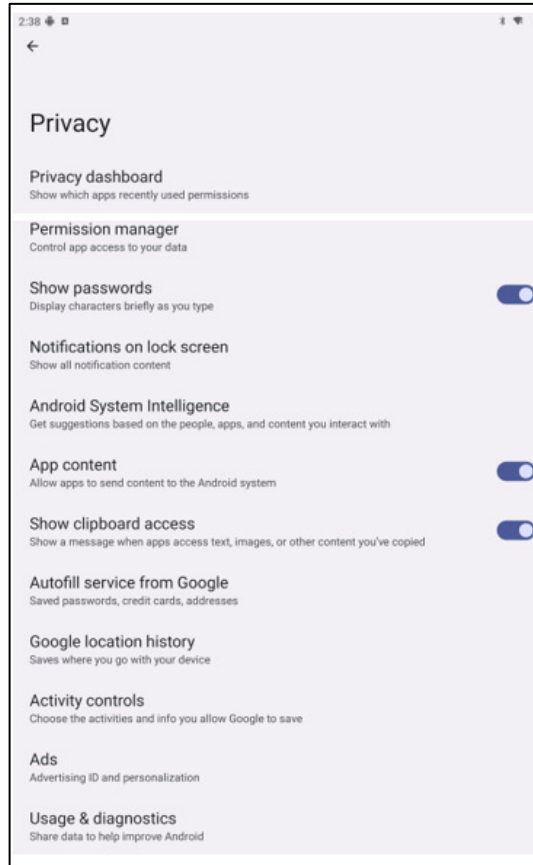 2:38
Privacy
Privacy dashboard
Show which apps recently used permissions
Permission manager
Control app access to your data
Show passwords
Display characters briefly as you type
Notifications on lock screen
Show all notification content
Android System Intelligence
Get suggestions based on the people, apps, and content you interact with
App content
Allow apps to send content to the Android system
Show clipboard access
Show a message when apps access text, images, or other content you've copied
Autofill service from Google
Saved passwords, credit cards, addresses
Google location history
Saves where you go with your device
Activity controls
Choose the activities and info you allow Google to save
Ads
Advertising ID and personalization
Usage & diagnostics
Share data to help improve Android